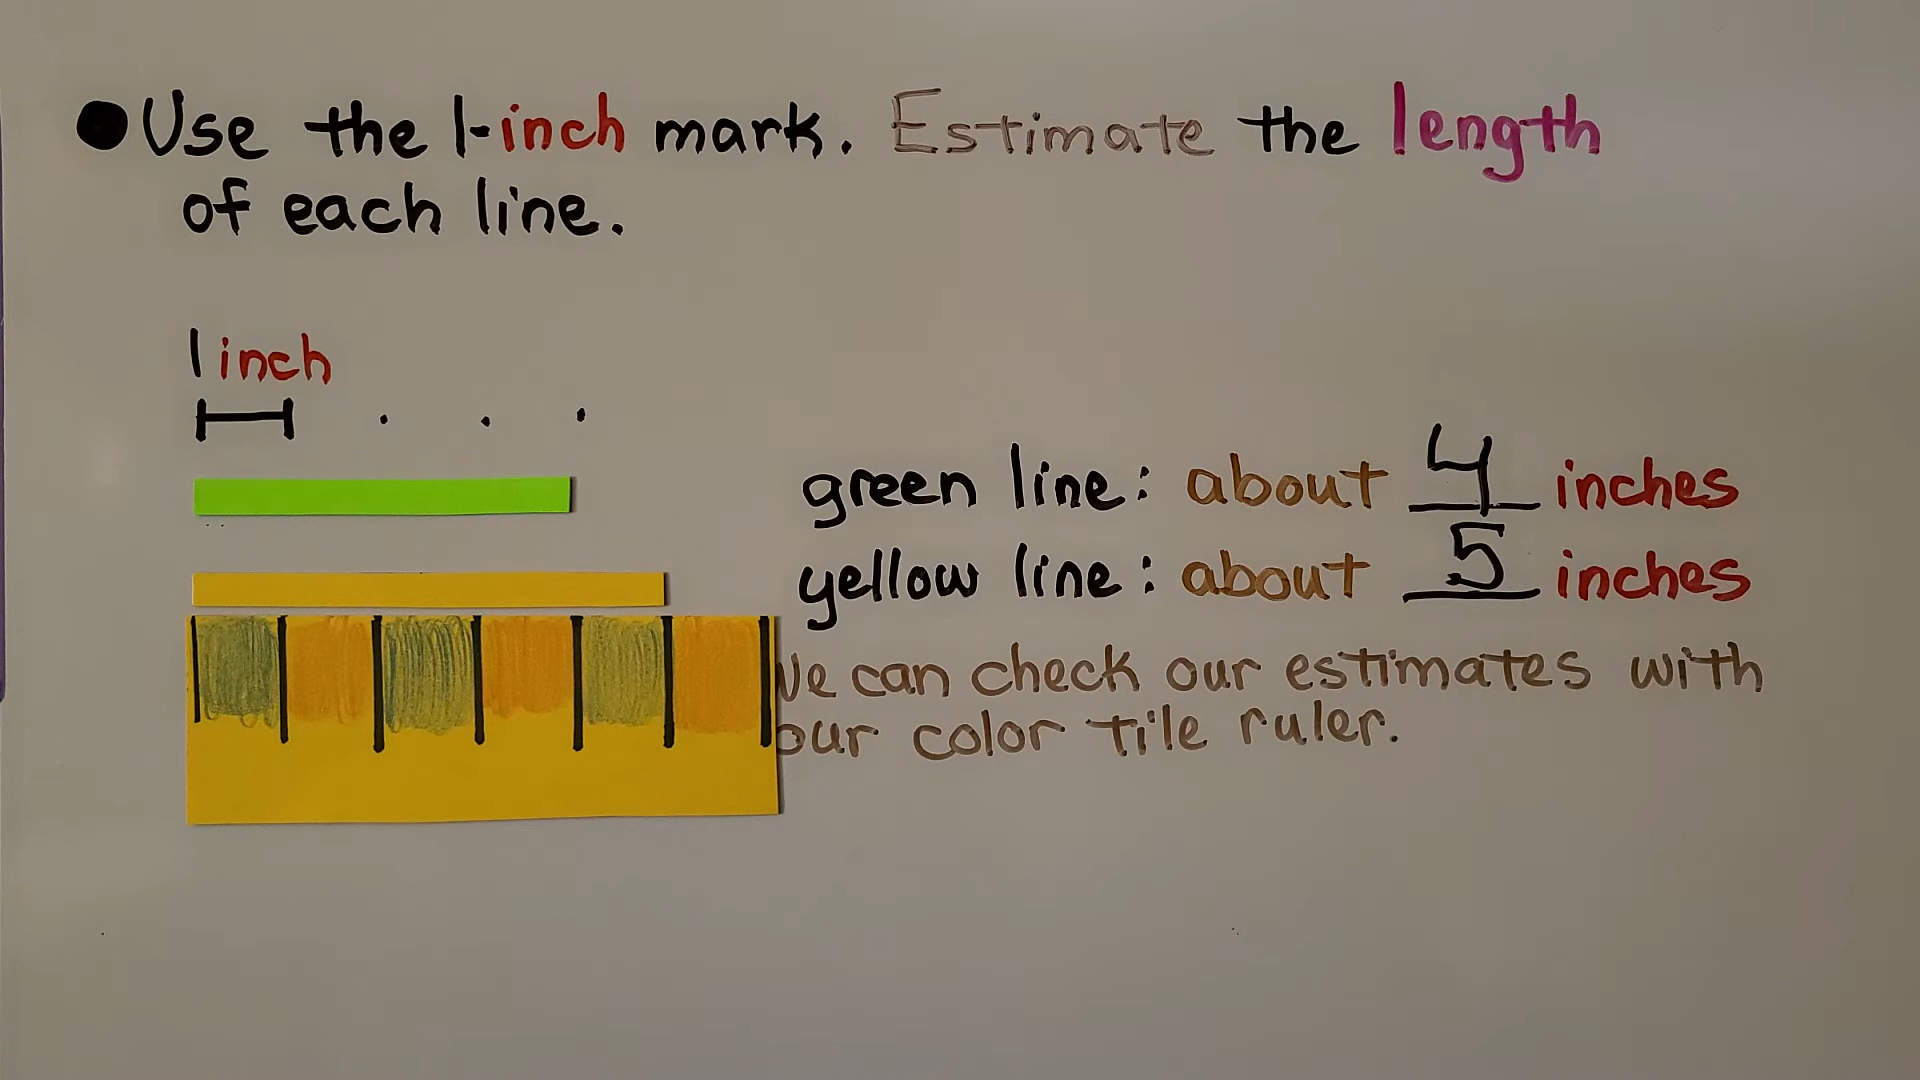 Use the 1-inch mark. Estimate the length
of each line.
1 inch
green line: about 4 inches
yellow line: about 5 inches
We can check our estimates with
our color tile ruler.